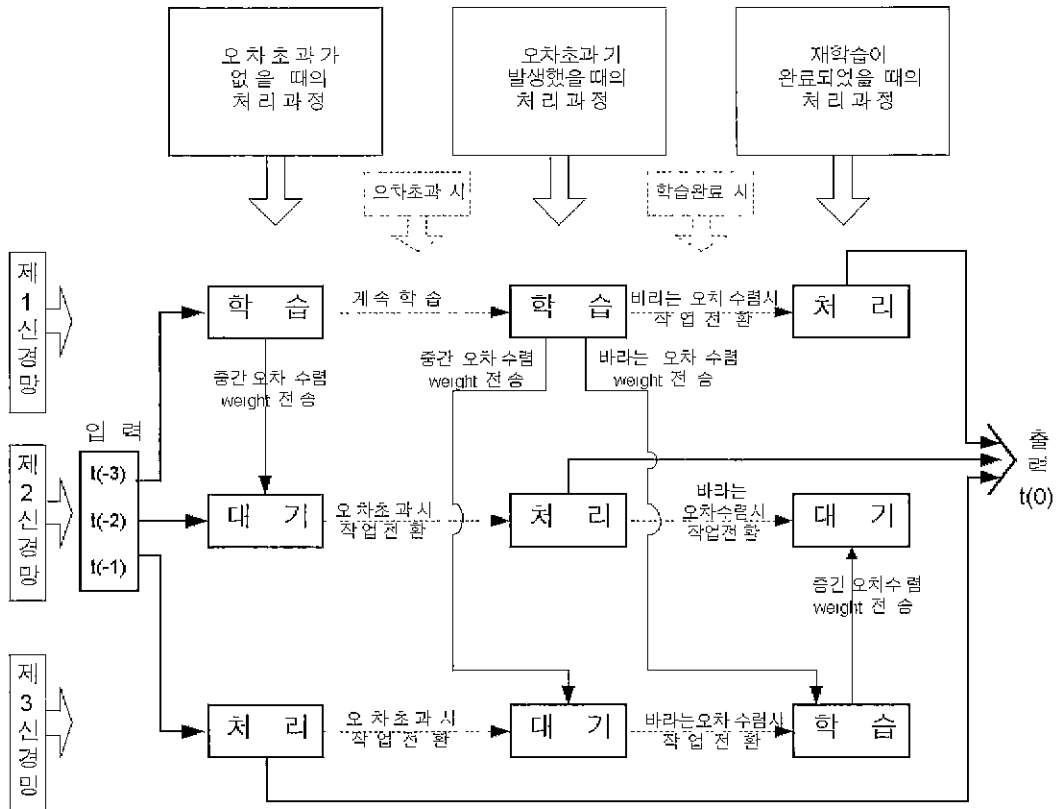 오 차 초 과 가
없 을 때의
처 리 과 정
오차초과기
발생했을때의
처 리 과 정
재학습이
완료되었을 때의
처 리 과 정
으차초과 시
학습완료 시
제
1
신
경
망
학 습
계 속 학 습
학 습
바리는 오치 수렴시
작 업 전 환
처 리
중간 오차 수렴
weight 전 송
중간 오차 수렴
weight 전 송
바라는 오 차 수 렴
weight 전 송
입 력
t(-3)
t(-2)
t(-1)
제
2
신
경
망
대 기
오 차초 과 시
작 업전 환
처 리
바라는
오차수렴시
작업전환
대 기
출
력
t(0)
중간 오치수 렴
weight 전 송
제
3
신
경
밍
처 리
오 차초 과 시
작 업 전 환
대 기
바라는오차 수렴시
작 업 전 환
학 습